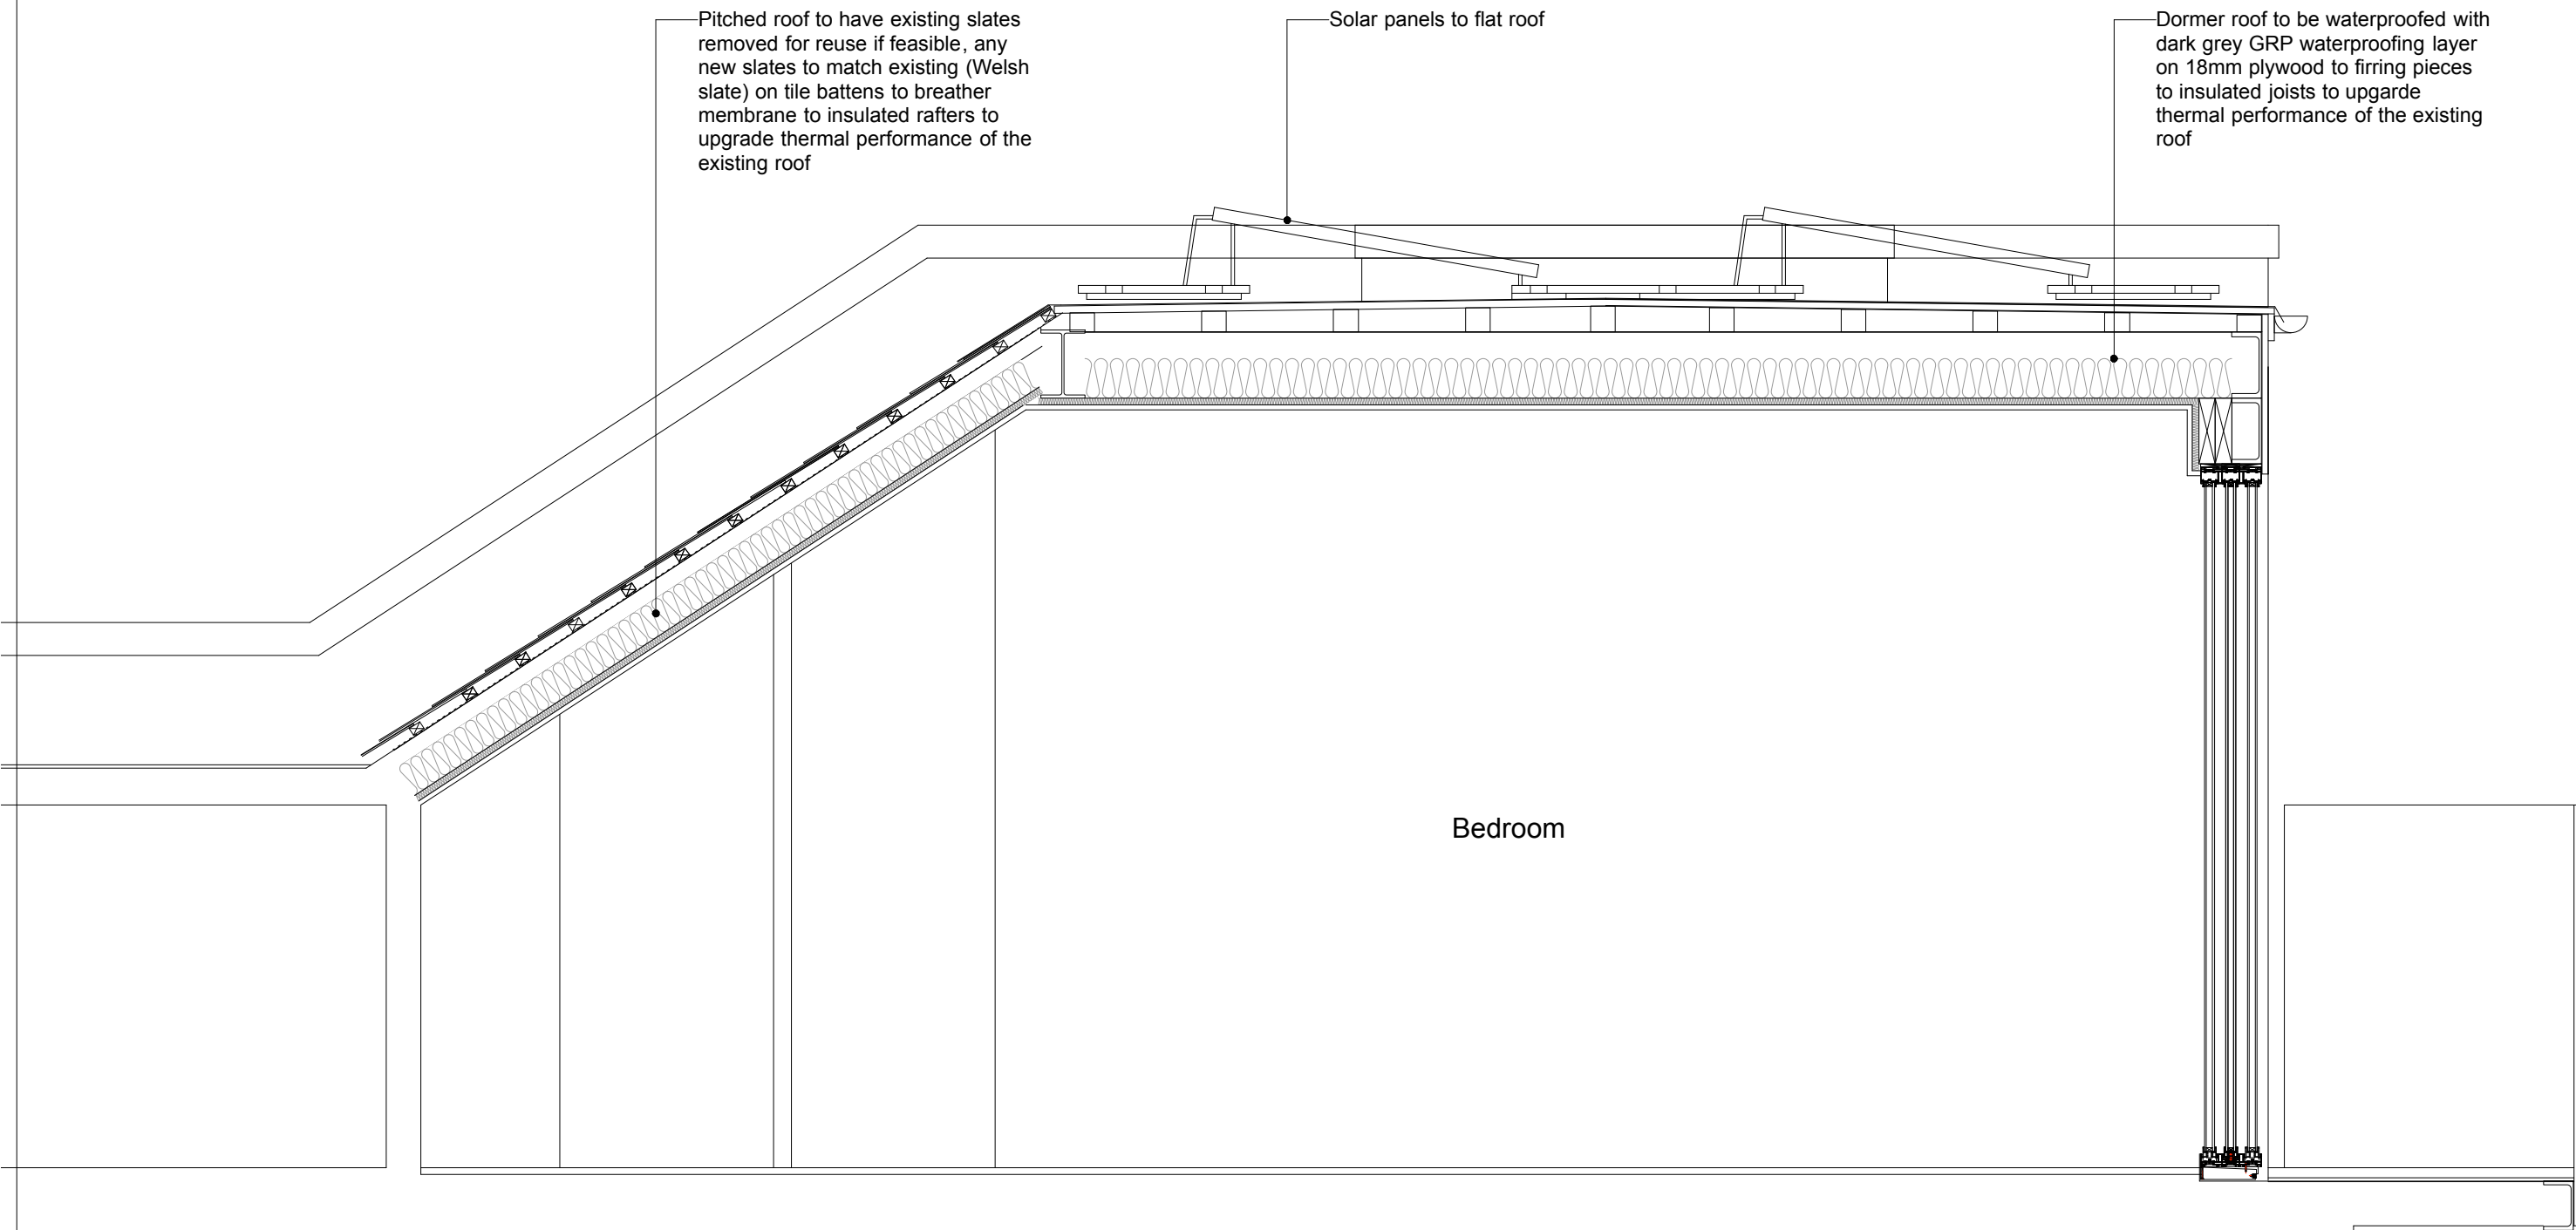 Pitched roof to have existing slates
removed for reuse if feasible, any
new slates to match existing (Welsh
slate) on tile battens to breather
membrane to insulated rafters to
upgrade thermal performance of the
existing roof
Solar panels to flat roof
Dormer roof to be waterproofed with
dark grey GRP waterproofing layer
on 18mm plywood to firring pieces
to insulated joists to upgarde
thermal performance of the existing
roof
Bedroom